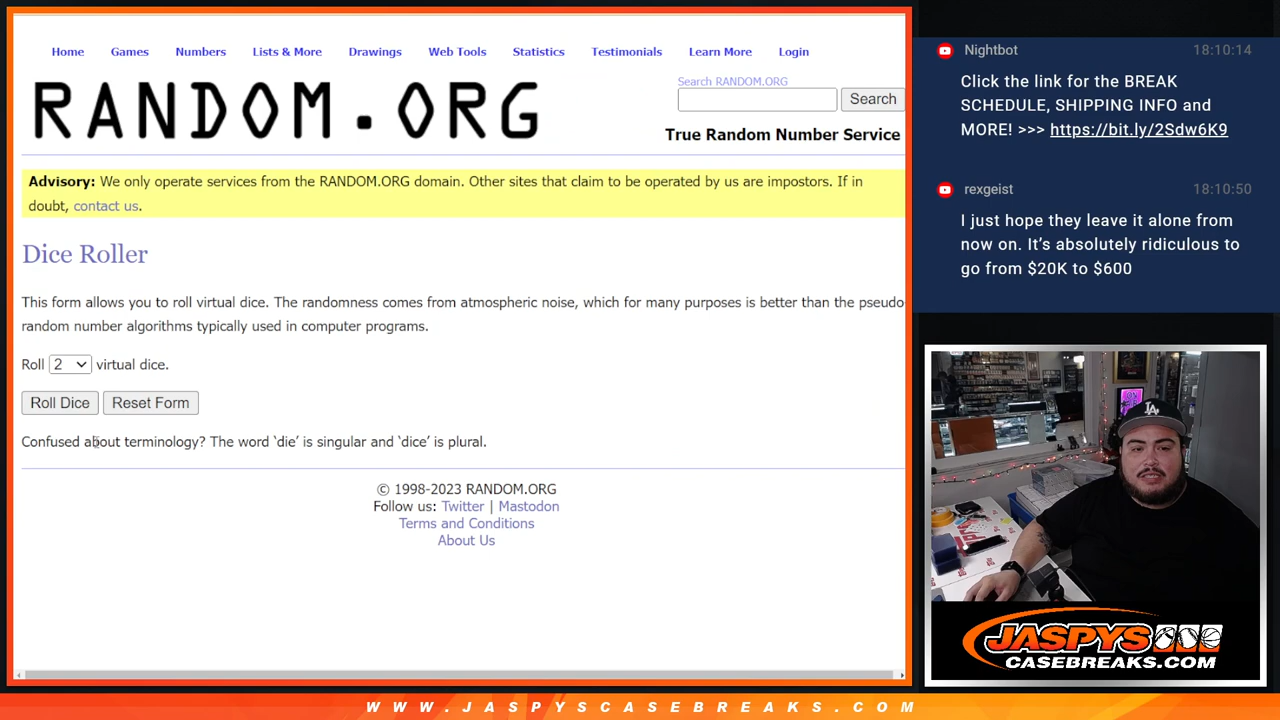 Home Games Numbers Lists & More Drawings Web Tools Statistics Testimonials Learn More Login
RANDOM.ORG
Search RANDOM.ORG
Search
True Random Number Service
Advisory: We only operate services from the RANDOM.ORG domain. Other sites that claim to be operated by us are impostors. If in
doubt, contact us.
Dice Roller
This form allows you to roll virtual dice. The randomness comes from atmospheric noise, which for many purposes is better than the pseudo-
random number algorithms typically used in computer programs.
Roll 2 virtual dice.
Roll Dice Reset Form
Confused about terminology? The word ‘die’ is singular and ‘dice’ is plural.
© 1998-2023 RANDOM.ORG
Follow us: Twitter | Mastodon
Terms and Conditions
About Us
Nightbot 18:10:14
Click the link for the BREAK
SCHEDULE, SHIPPING INFO and
MORE! >>> https://bit.ly/2Sdw6K9
rexgeist 18:10:50
I just hope they leave it alone from
now on. It’s absolutely ridiculous to
go from $20K to $600
LA
JASPYS
CASEBREAKS.COM
WWW.JASPYSCASEBREAKS.COM